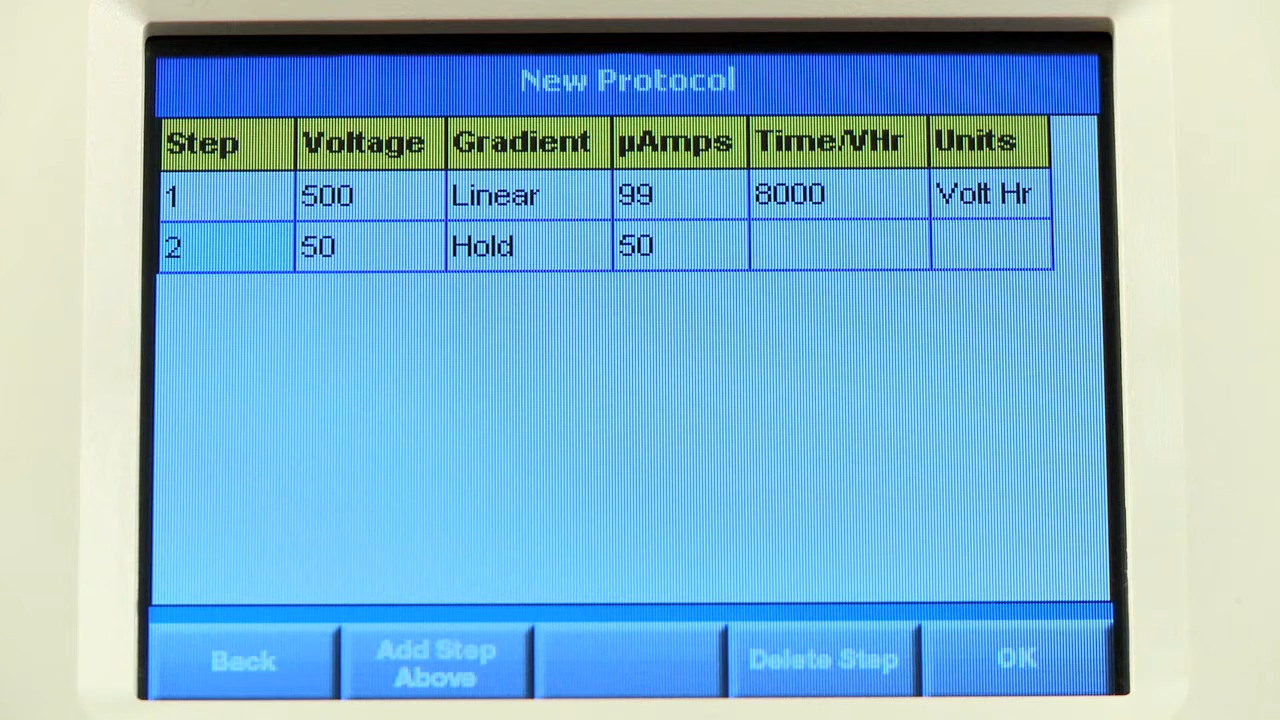 New Protocol
Step Voltage Gradient µAmps Time/VHr Units
1 500 Linear 99 8000 Volt Hr
2 50 Hold 50
Back Add Step Above Delete Step OK